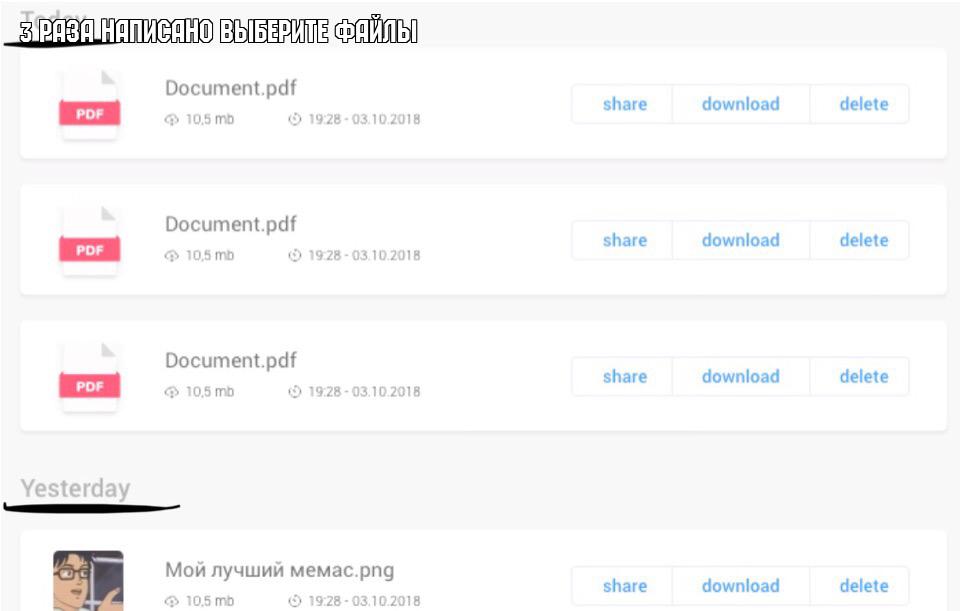 Today
3 РАЗА НАПИСАНО ВЫБЕРИТЕ ФАЙЛЫ
PDF
Document.pdf
10,5 mb 19:28 - 03.10.2018
share download delete
PDF
Document.pdf
10,5 mb 19:28 - 03.10.2018
share download delete
PDF
Document.pdf
10,5 mb 19:28 - 03.10.2018
share download delete
Yesterday
Мой лучший мемас.png
10,5 mb 19:28 - 03.10.2018
share download delete